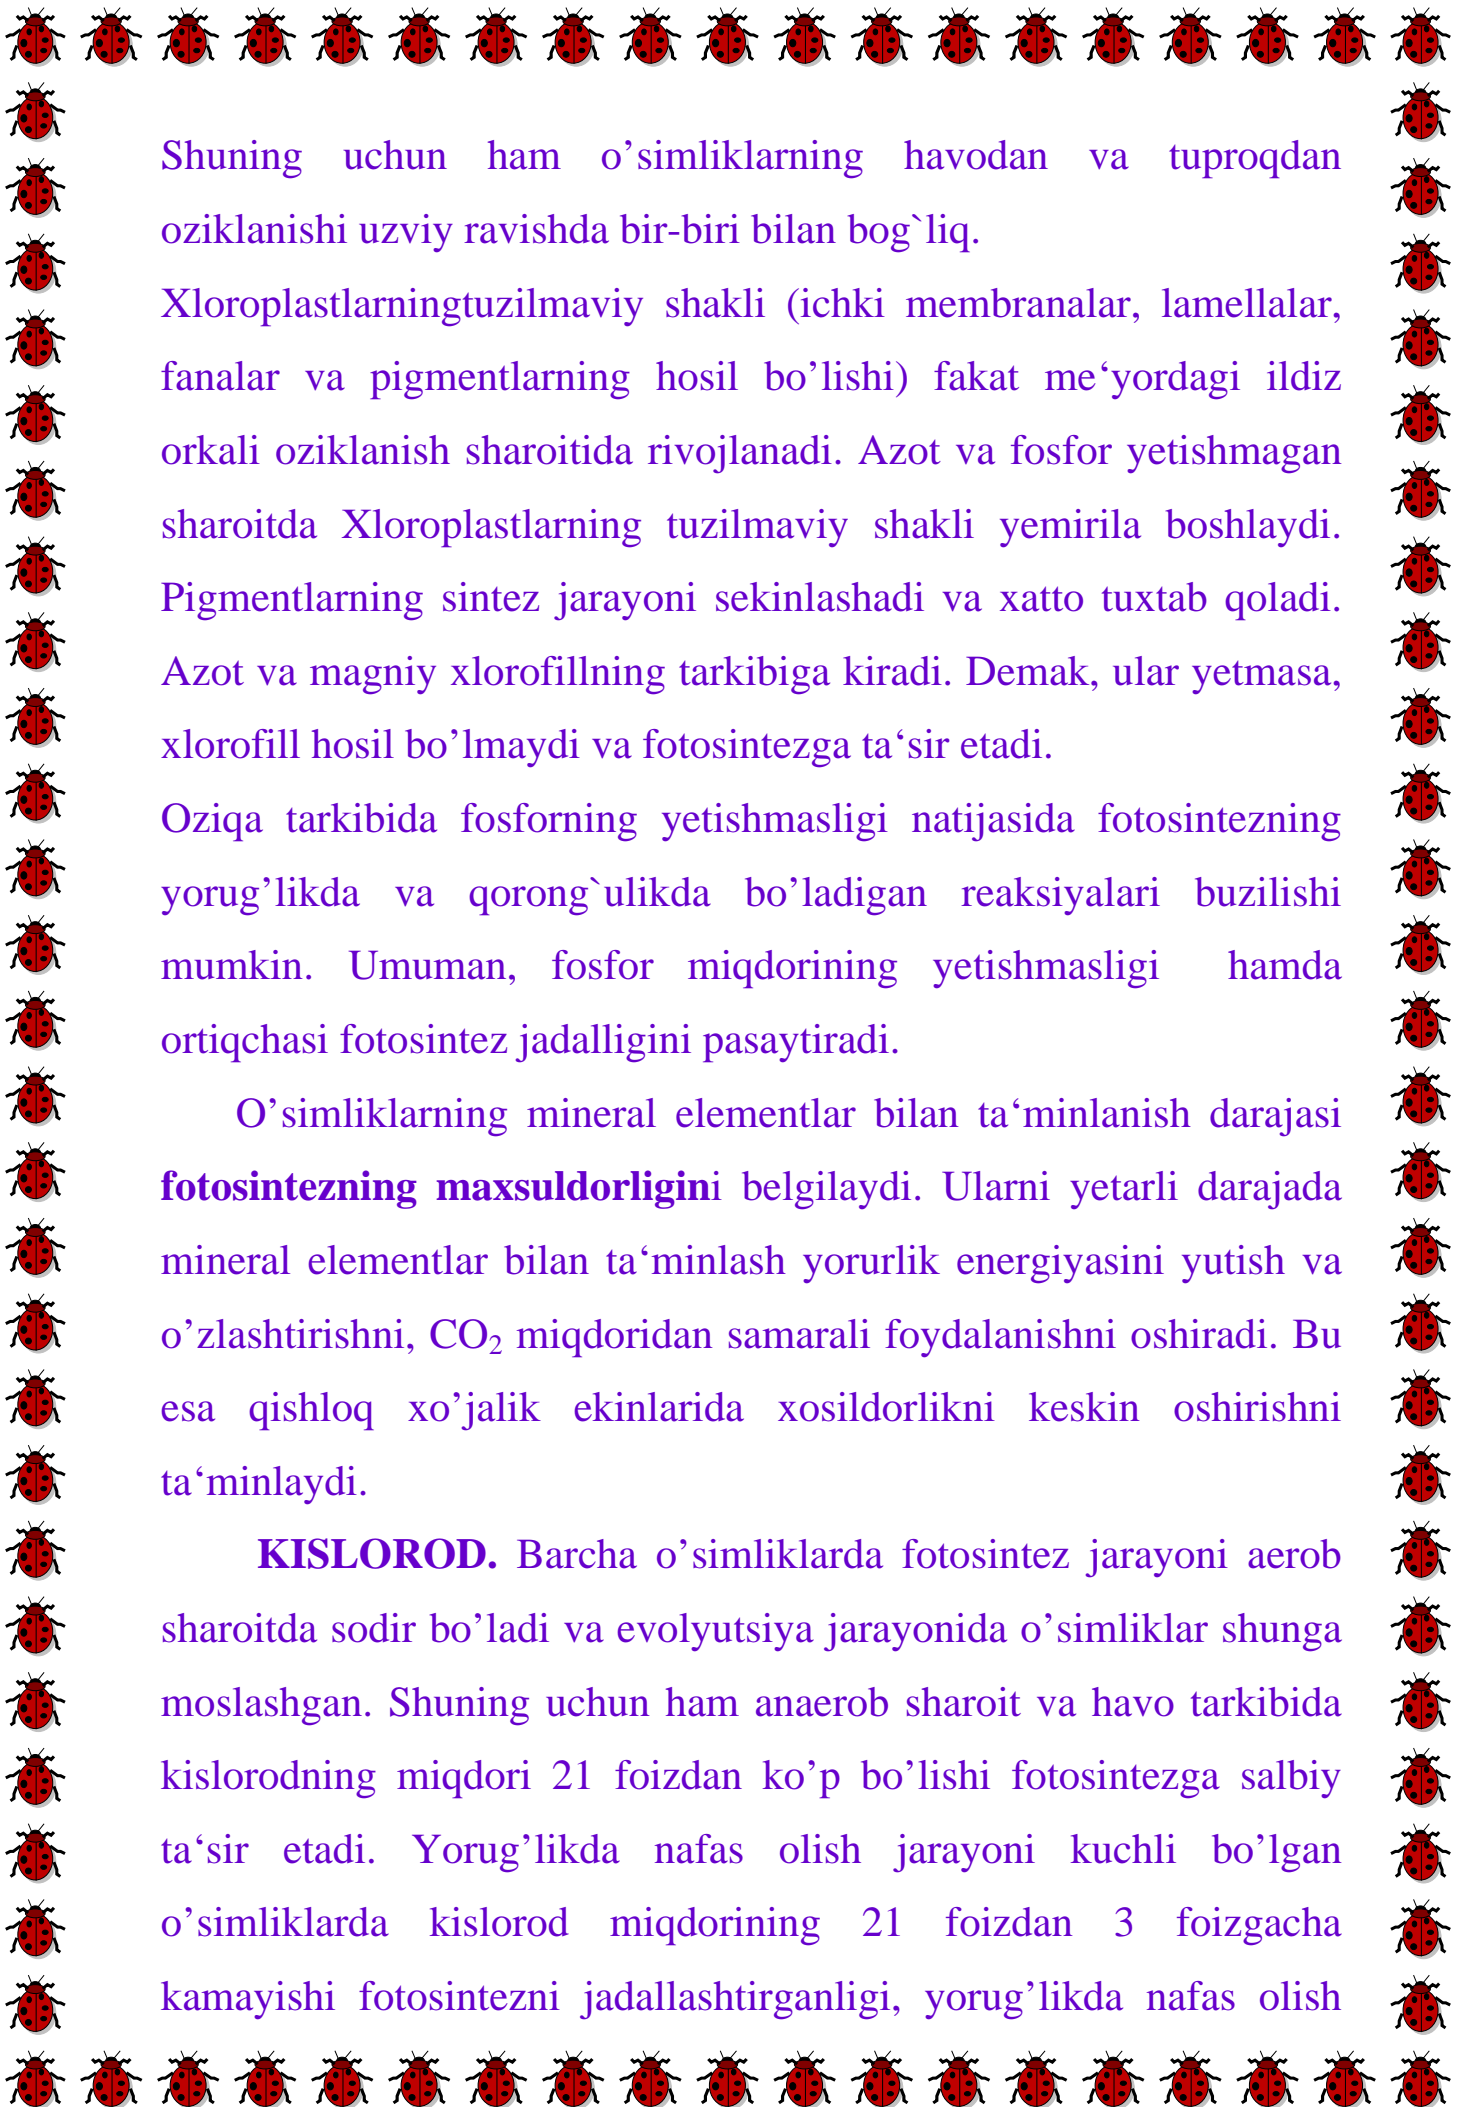 Shuning uchun ham o’simliklarning havodan va tuproqdan
oziklanishi uzviy ravishda bir-biri bilan bog`liq.
Xloroplastlarningtuzilmaviy shakli (ichki membranalar, lamellalar,
fanalar va pigmentlarning hosil bo’lishi) fakat me‘yordagi ildiz
orkali oziklanish sharoitida rivojlanadi. Azot va fosfor yetishmagan
sharoitda Xloroplastlarning tuzilmaviy shakli yemirila boshlaydi.
Pigmentlarning sintez jarayoni sekinlashadi va xatto tuxtab qoladi.
Azot va magniy xlorofillning tarkibiga kiradi. Demak, ular yetmasa,
xlorofill hosil bo’lmaydi va fotosintezga ta‘sir etadi.
Oziqa tarkibida fosforning yetishmasligi natijasida fotosintezning
yorug’likda va qorong`ulikda bo’ladigan reaksiyalari buzilishi
mumkin. Umuman, fosfor miqdorining yetishmasligi hamda
ortiqchasi fotosintez jadalligini pasaytiradi.
O’simliklarning mineral elementlar bilan ta‘minlanish darajasi
fotosintezning maxsuldorligini belgilaydi. Ularni yetarli darajada
mineral elementlar bilan ta‘minlash yorurlik energiyasini yutish va
o’zlashtirishni, CO₂ miqdoridan samarali foydalanishni oshiradi. Bu
esa qishloq xo’jalik ekinlarida xosildorlikni keskin oshirishni
ta‘minlaydi.
KISLOROD. Barcha o’simliklarda fotosintez jarayoni aerob
sharoitda sodir bo’ladi va evolyutsiya jarayonida o’simliklar shunga
moslashgan. Shuning uchun ham anaerob sharoit va havo tarkibida
kislorodning miqdori 21 foizdan ko’p bo’lishi fotosintezga salbiy
ta‘sir etadi. Yorug’likda nafas olish jarayoni kuchli bo’lgan
o’simliklarda kislorod miqdorining 21 foizdan 3 foizgacha
kamayishi fotosintezni jadallashtirganligi, yorug’likda nafas olish